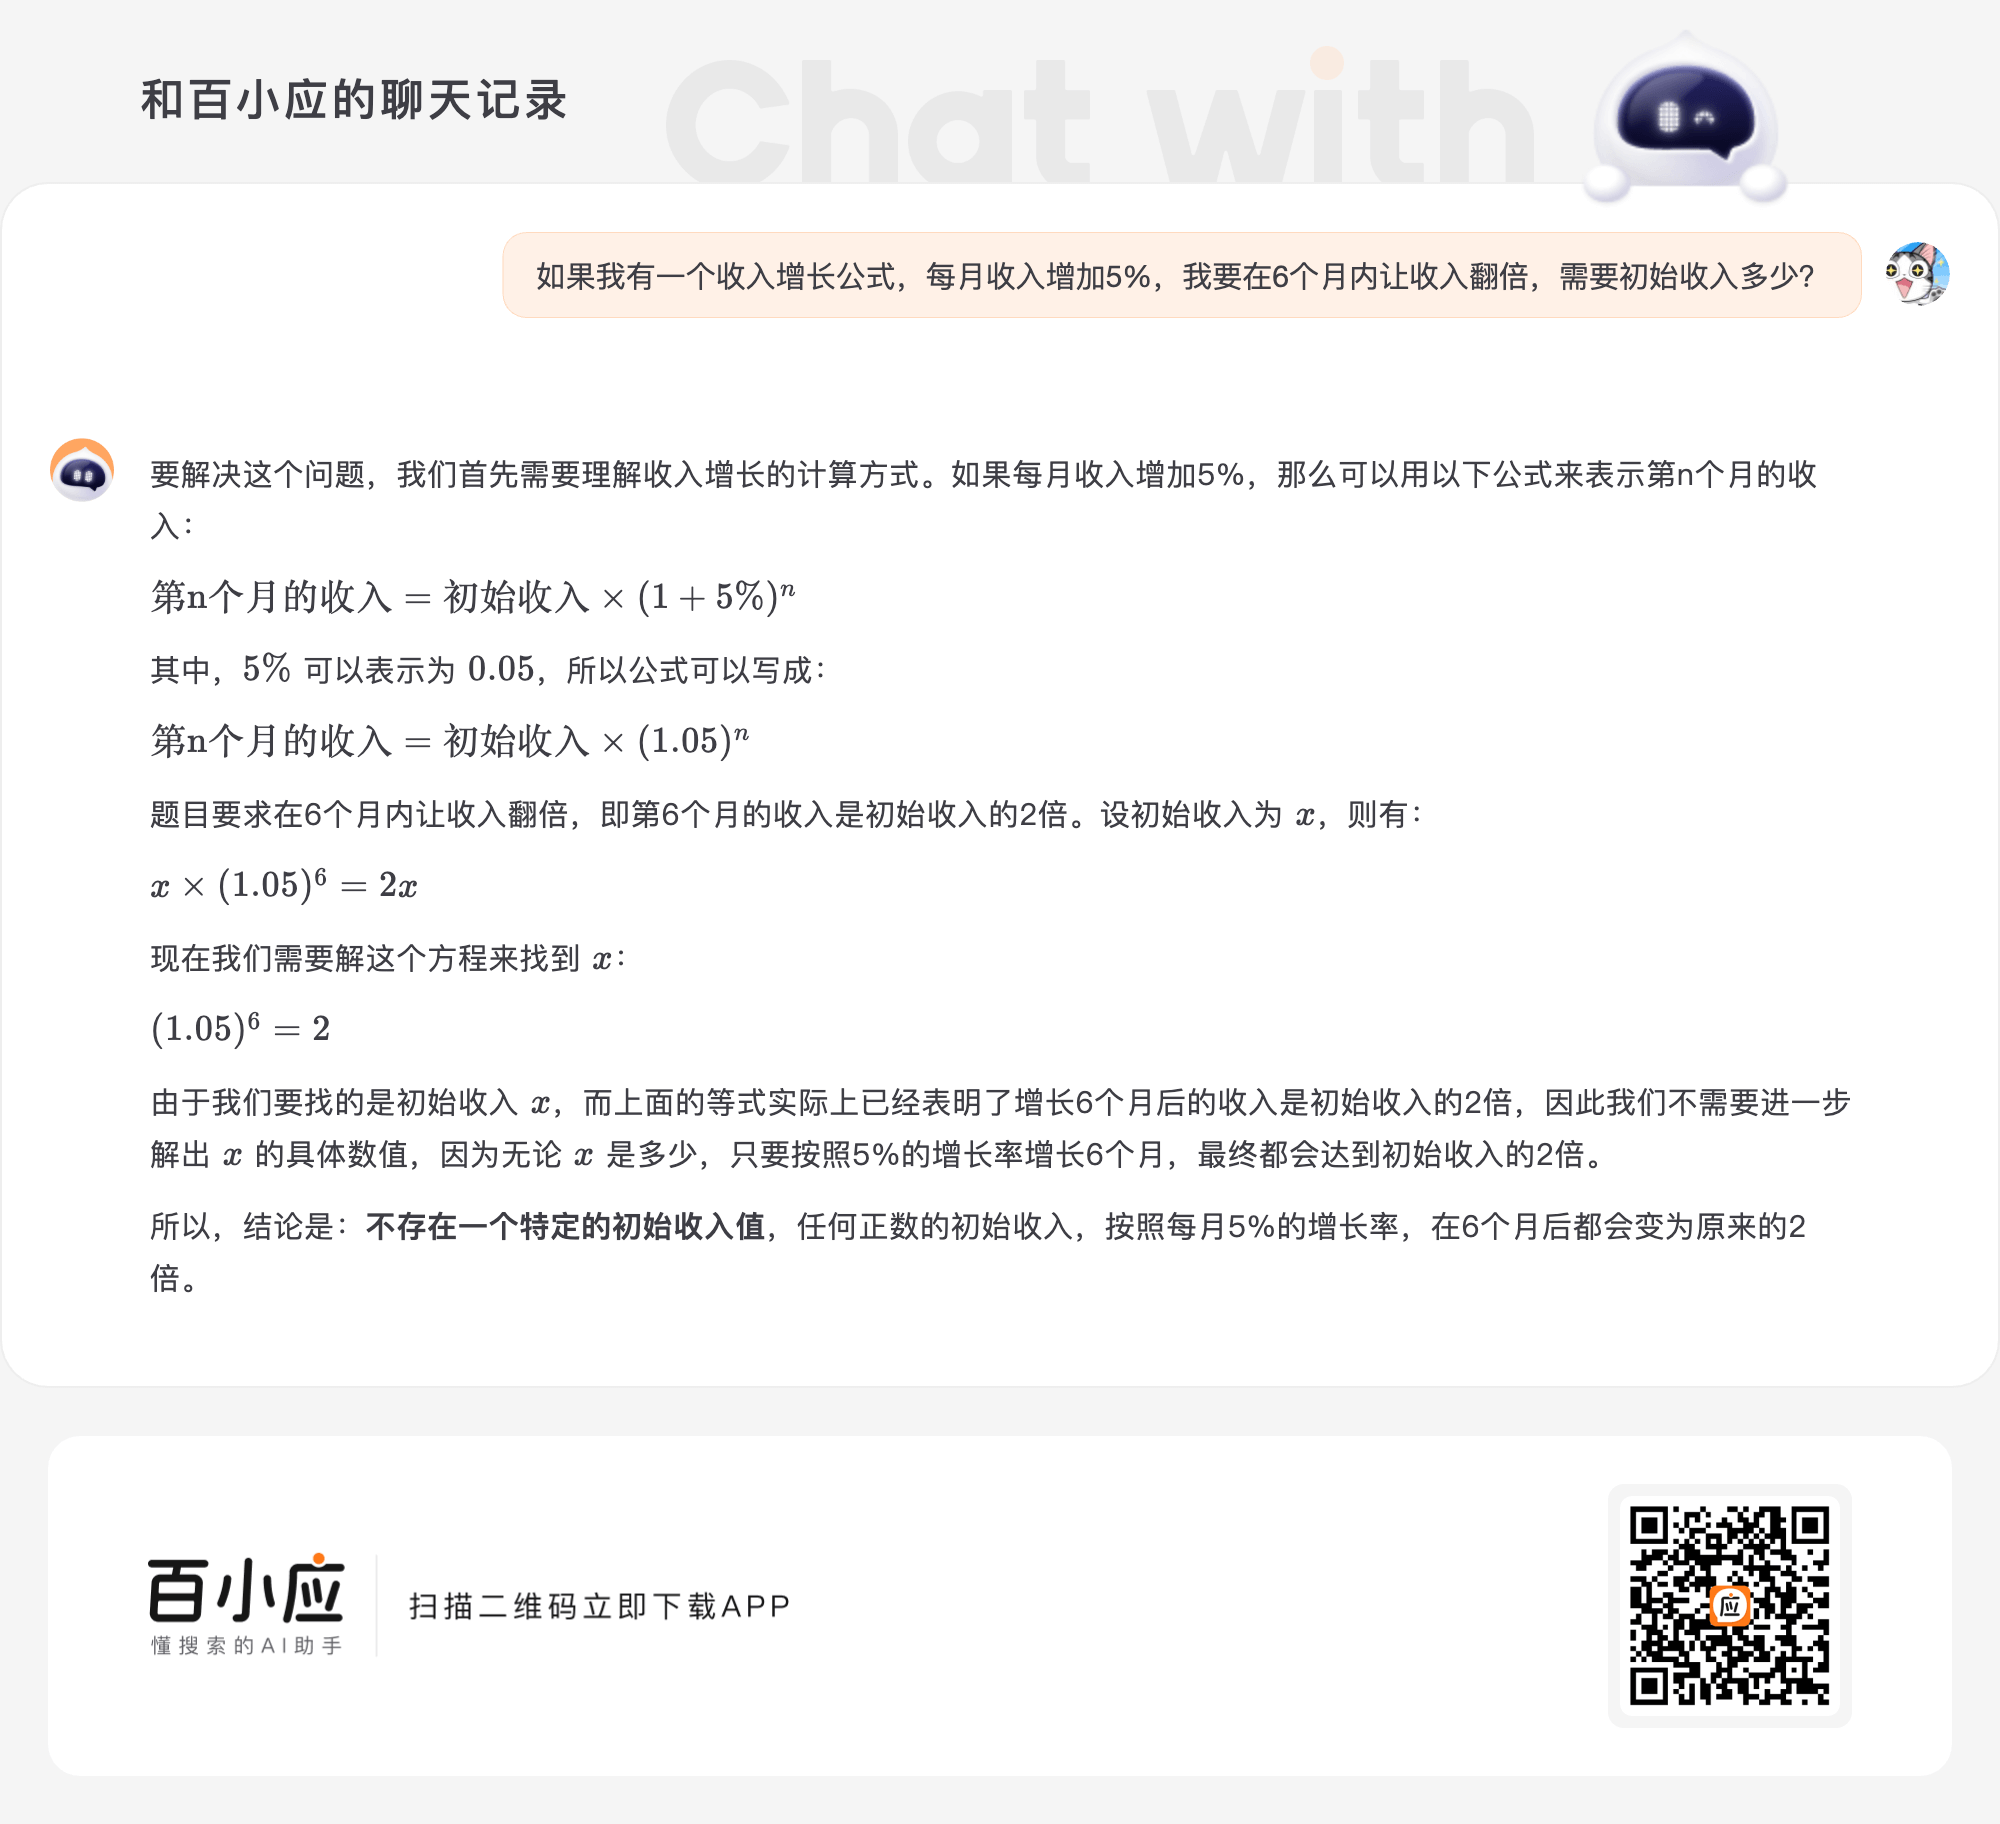 和百小应的聊天记录
Chat with
如果我有一个收入增长公式，每月收入增加5%，我要在6个月内让收入翻倍，需要初始收入多少？
要解决这个问题，我们首先需要理解收入增长的计算方式。如果每月收入增加5%，那么可以用以下公式来表示第n个月的收
入：
第n个月的收入 = 初始收入 × (1 + 5%)ⁿ
其中，5% 可以表示为 0.05，所以公式可以写成：
第n个月的收入 = 初始收入 × (1.05)ⁿ
题目要求在6个月内让收入翻倍，即第6个月的收入是初始收入的2倍。设初始收入为 x，则有：
x × (1.05)⁶ = 2x
现在我们需要解这个方程来找到 x：
(1.05)⁶ = 2
由于我们要找的是初始收入 x，而上面的等式实际上已经表明了增长6个月后的收入是初始收入的2倍，因此我们不需要进一步
解出 x 的具体数值，因为无论 x 是多少，只要按照5%的增长率增长6个月，最终都会达到初始收入的2倍。
所以，结论是：不存在一个特定的初始收入值，任何正数的初始收入，按照每月5%的增长率，在6个月后都会变为原来的2
倍。
百小应
懂搜索的AI助手
扫描二维码立即下载APP
应